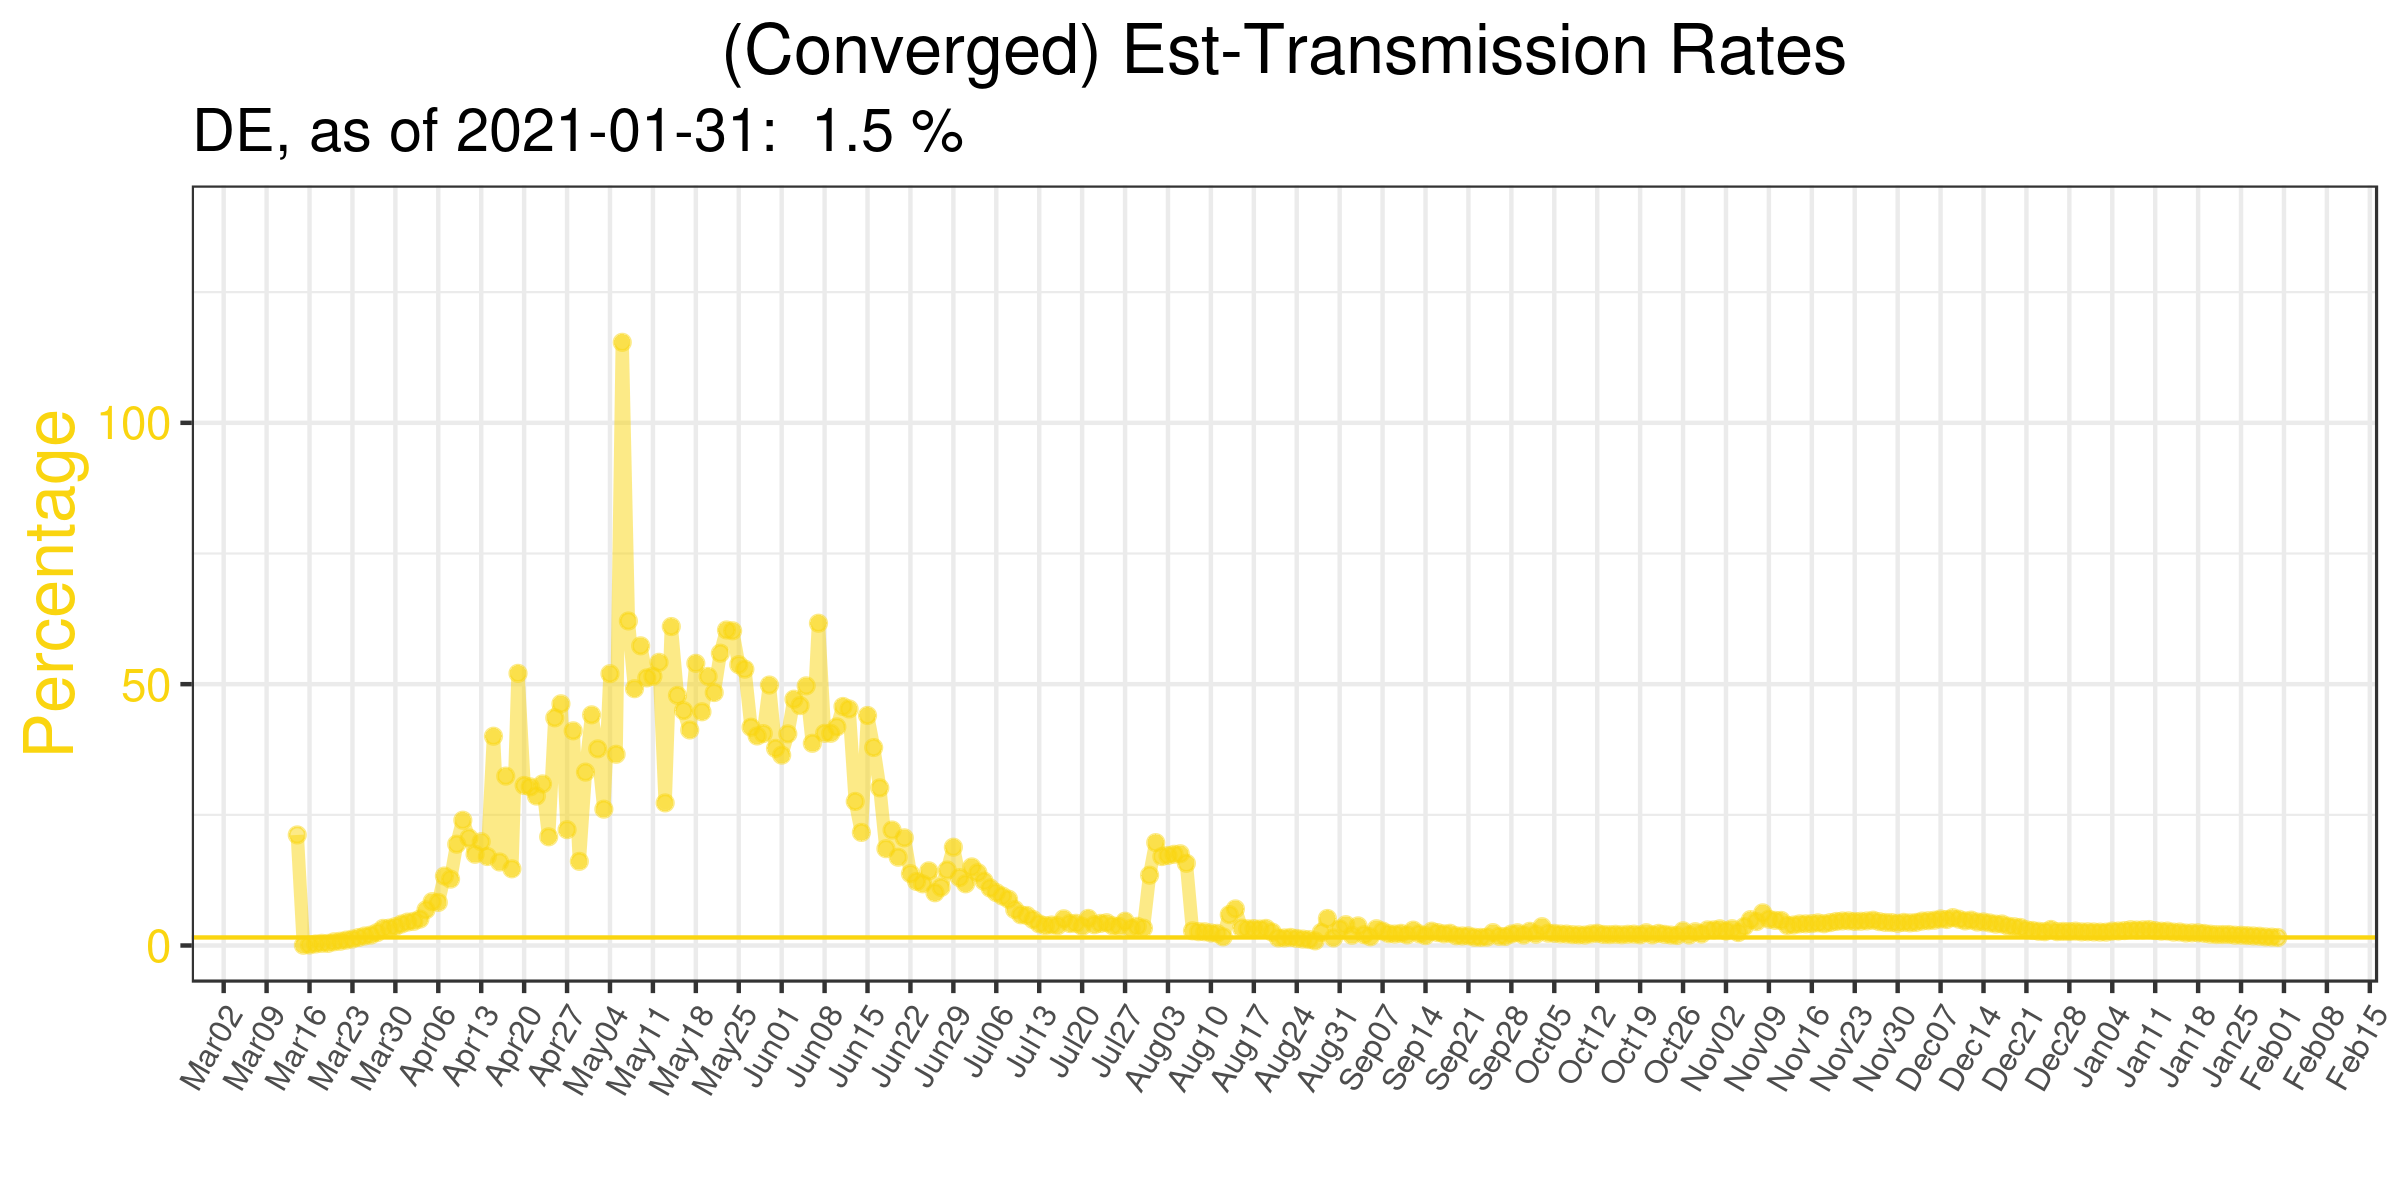 (Converged) Est-Transmission Rates
DE, as of 2021-01-31:  1.5 %
Percentage
100
50
0
Mar02
Mar09
Mar16
Mar23
Mar30
Apr06
Apr13
Apr20
Apr27
May04
May11
May18
May25
Jun01
Jun08
Jun15
Jun22
Jun29
Jul06
Jul13
Jul20
Jul27
Aug03
Aug10
Aug17
Aug24
Aug31
Sep07
Sep14
Sep21
Sep28
Oct05
Oct12
Oct19
Oct26
Nov02
Nov09
Nov16
Nov23
Nov30
Dec07
Dec14
Dec21
Dec28
Jan04
Jan11
Jan18
Jan25
Feb01
Feb08
Feb15